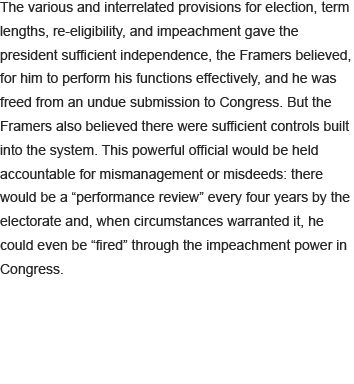 The various and interrelated provisions for election, term
lengths, re-eligibility, and impeachment gave the
president sufficient independence, the Framers believed,
for him to perform his functions effectively, and he was
freed from an undue submission to Congress. But the
Framers also believed there were sufficient controls built
into the system. This powerful official would be held
accountable for mismanagement or misdeeds: there
would be a “performance review” every four years by the
electorate and, when circumstances warranted it, he
could even be “fired” through the impeachment power in
Congress.